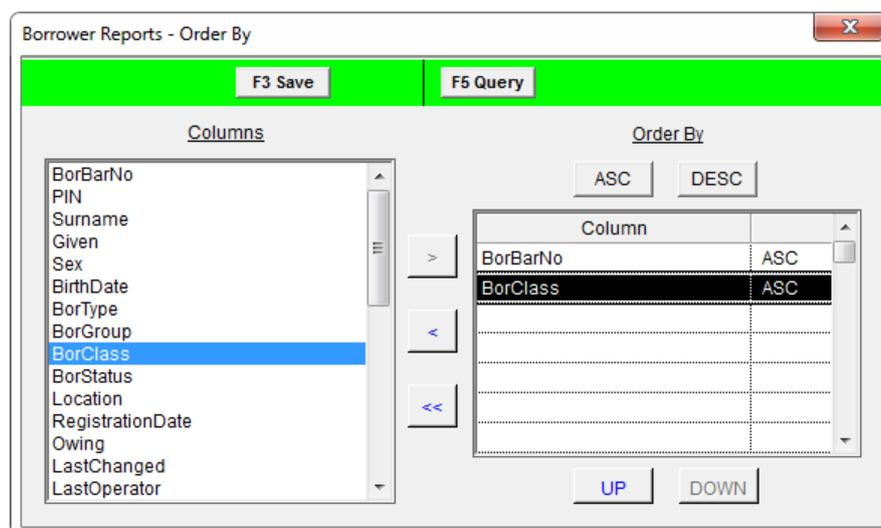 Borrower Reports - Order By
F3 Save
F5 Query
Columns
BorBarNo
PIN
Surname
Given
Sex
BirthDate
BorType
BorGroup
BorClass
BorStatus
Location
RegistrationDate
Owing
LastChanged
LastOperator
>
<
<<
Order By
ASC DESC
Column
BorBarNo ASC
BorClass ASC
UP DOWN